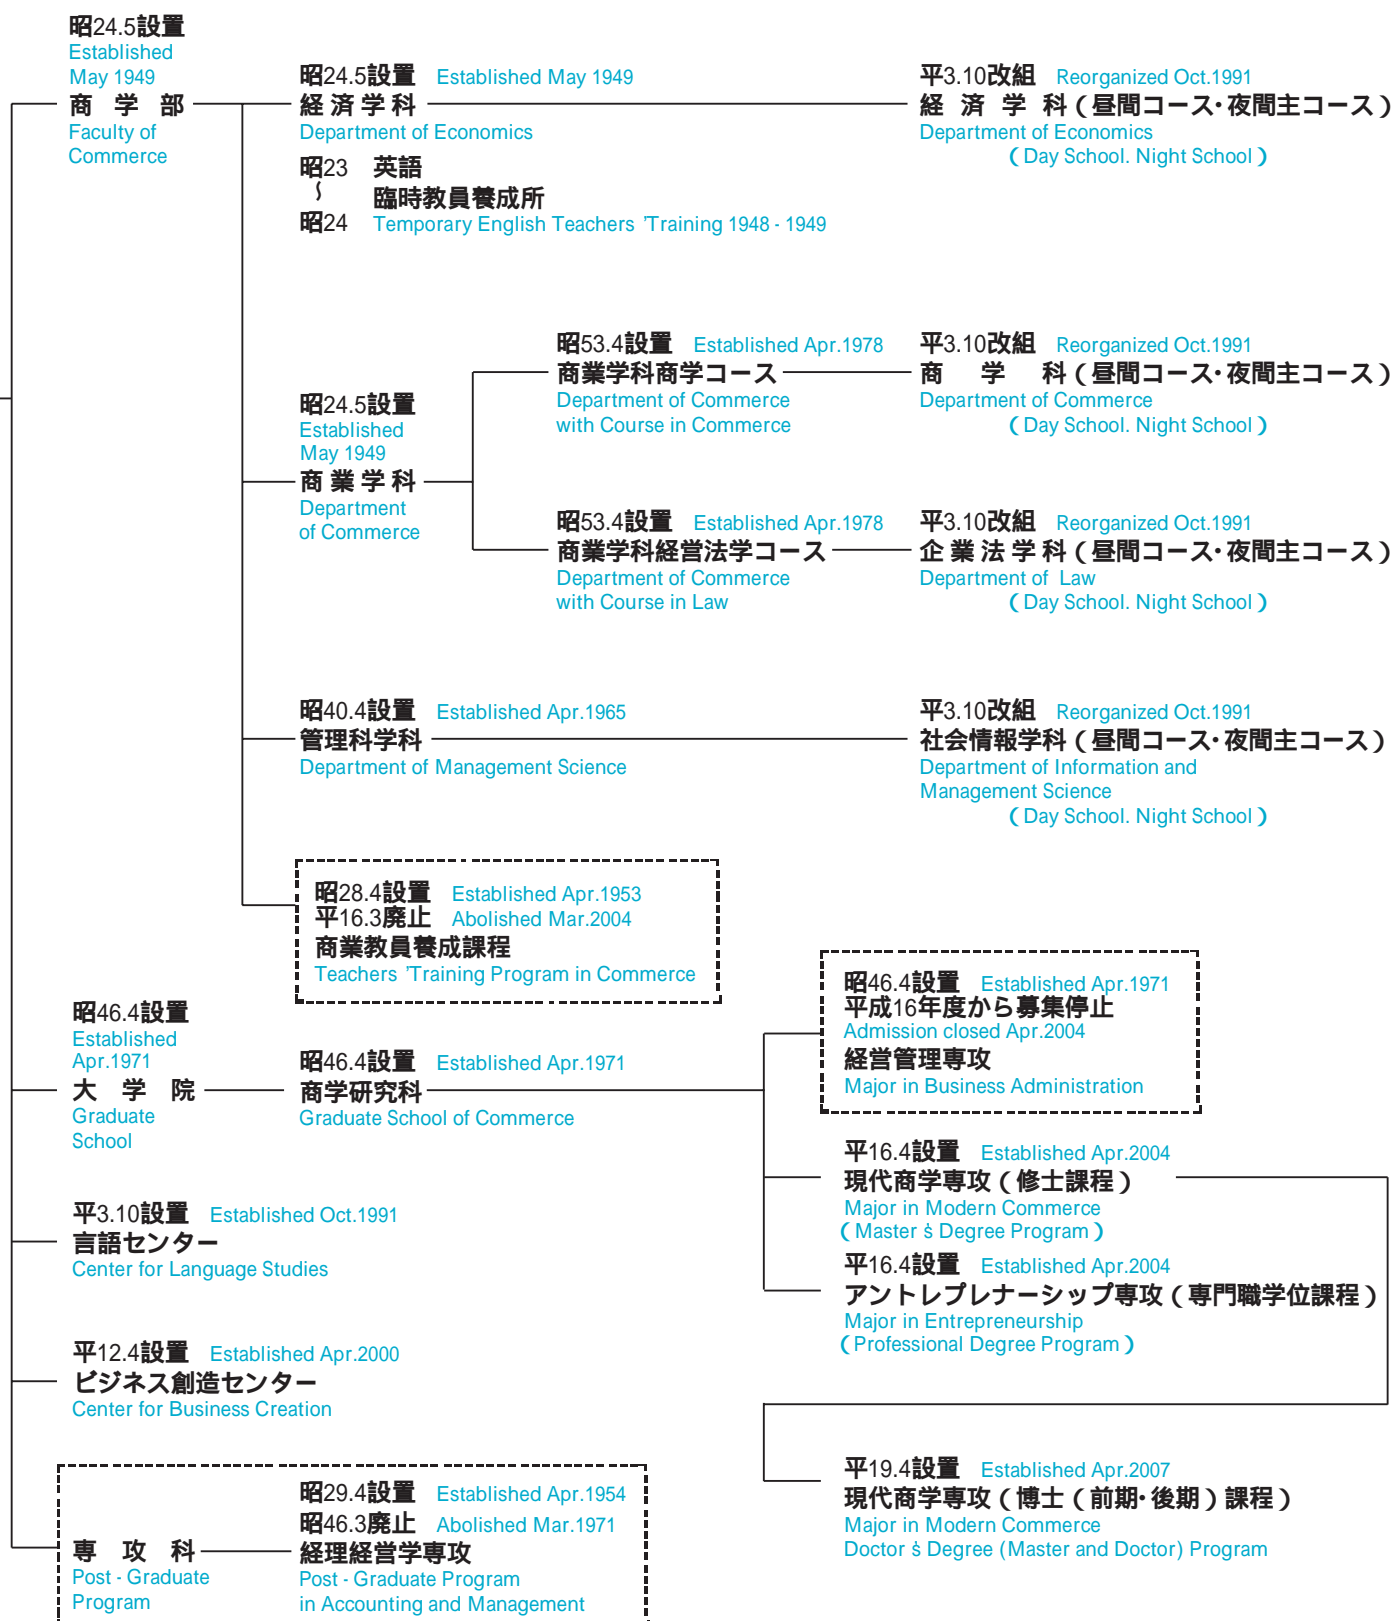 昭24.5設置
Established
May 1949
商学部
Faculty of
Commerce
昭24.5設置 Established May 1949
経済学科
Department of Economics
平3.10改組 Reorganized Oct.1991
経済学科(昼間コース・夜間主コース)
Department of Economics
(Day School. Night School)
昭23 英語
〜 臨時教員養成所
昭24 Temporary English Teachers 'Training 1948 - 1949
昭24.5設置
Established
May 1949
商業学科
Department
of Commerce
昭53.4設置 Established Apr.1978
商業学科商学コース
Department of Commerce
with Course in Commerce
平3.10改組 Reorganized Oct.1991
商学科(昼間コース・夜間主コース)
Department of Commerce
(Day School. Night School)
昭53.4設置 Established Apr.1978
商業学科経営法学コース
Department of Commerce
with Course in Law
平3.10改組 Reorganized Oct.1991
企業法学科(昼間コース・夜間主コース)
Department of Law
(Day School. Night School)
昭40.4設置 Established Apr.1965
管理科学科
Department of Management Science
平3.10改組 Reorganized Oct.1991
社会情報学科(昼間コース・夜間主コース)
Department of Information and
Management Science
(Day School. Night School)
昭28.4設置 Established Apr.1953
平16.3廃止 Abolished Mar.2004
商業教員養成課程
Teachers 'Training Program in Commerce
昭46.4設置
Established
Apr.1971
大学院
Graduate
School
昭46.4設置 Established Apr.1971
商学研究科
Graduate School of Commerce
昭46.4設置 Established Apr.1971
平成16年度から募集停止
Admission closed Apr.2004
経営管理専攻
Major in Business Administration
平16.4設置 Established Apr.2004
現代商学専攻(修士課程)
Major in Modern Commerce
(Master's Degree Program)
平16.4設置 Established Apr.2004
アントレプレナーシップ専攻(専門職学位課程)
Major in Entrepreneurship
(Professional Degree Program)
平19.4設置 Established Apr.2007
現代商学専攻(博士(前期・後期)課程)
Major in Modern Commerce
Doctor's Degree (Master and Doctor) Program
平3.10設置 Established Oct.1991
言語センター
Center for Language Studies
平12.4設置 Established Apr.2000
ビジネス創造センター
Center for Business Creation
専攻科
Post - Graduate
Program
昭29.4設置 Established Apr.1954
昭46.3廃止 Abolished Mar.1971
経理経営学専攻
Post - Graduate Program
in Accounting and Management